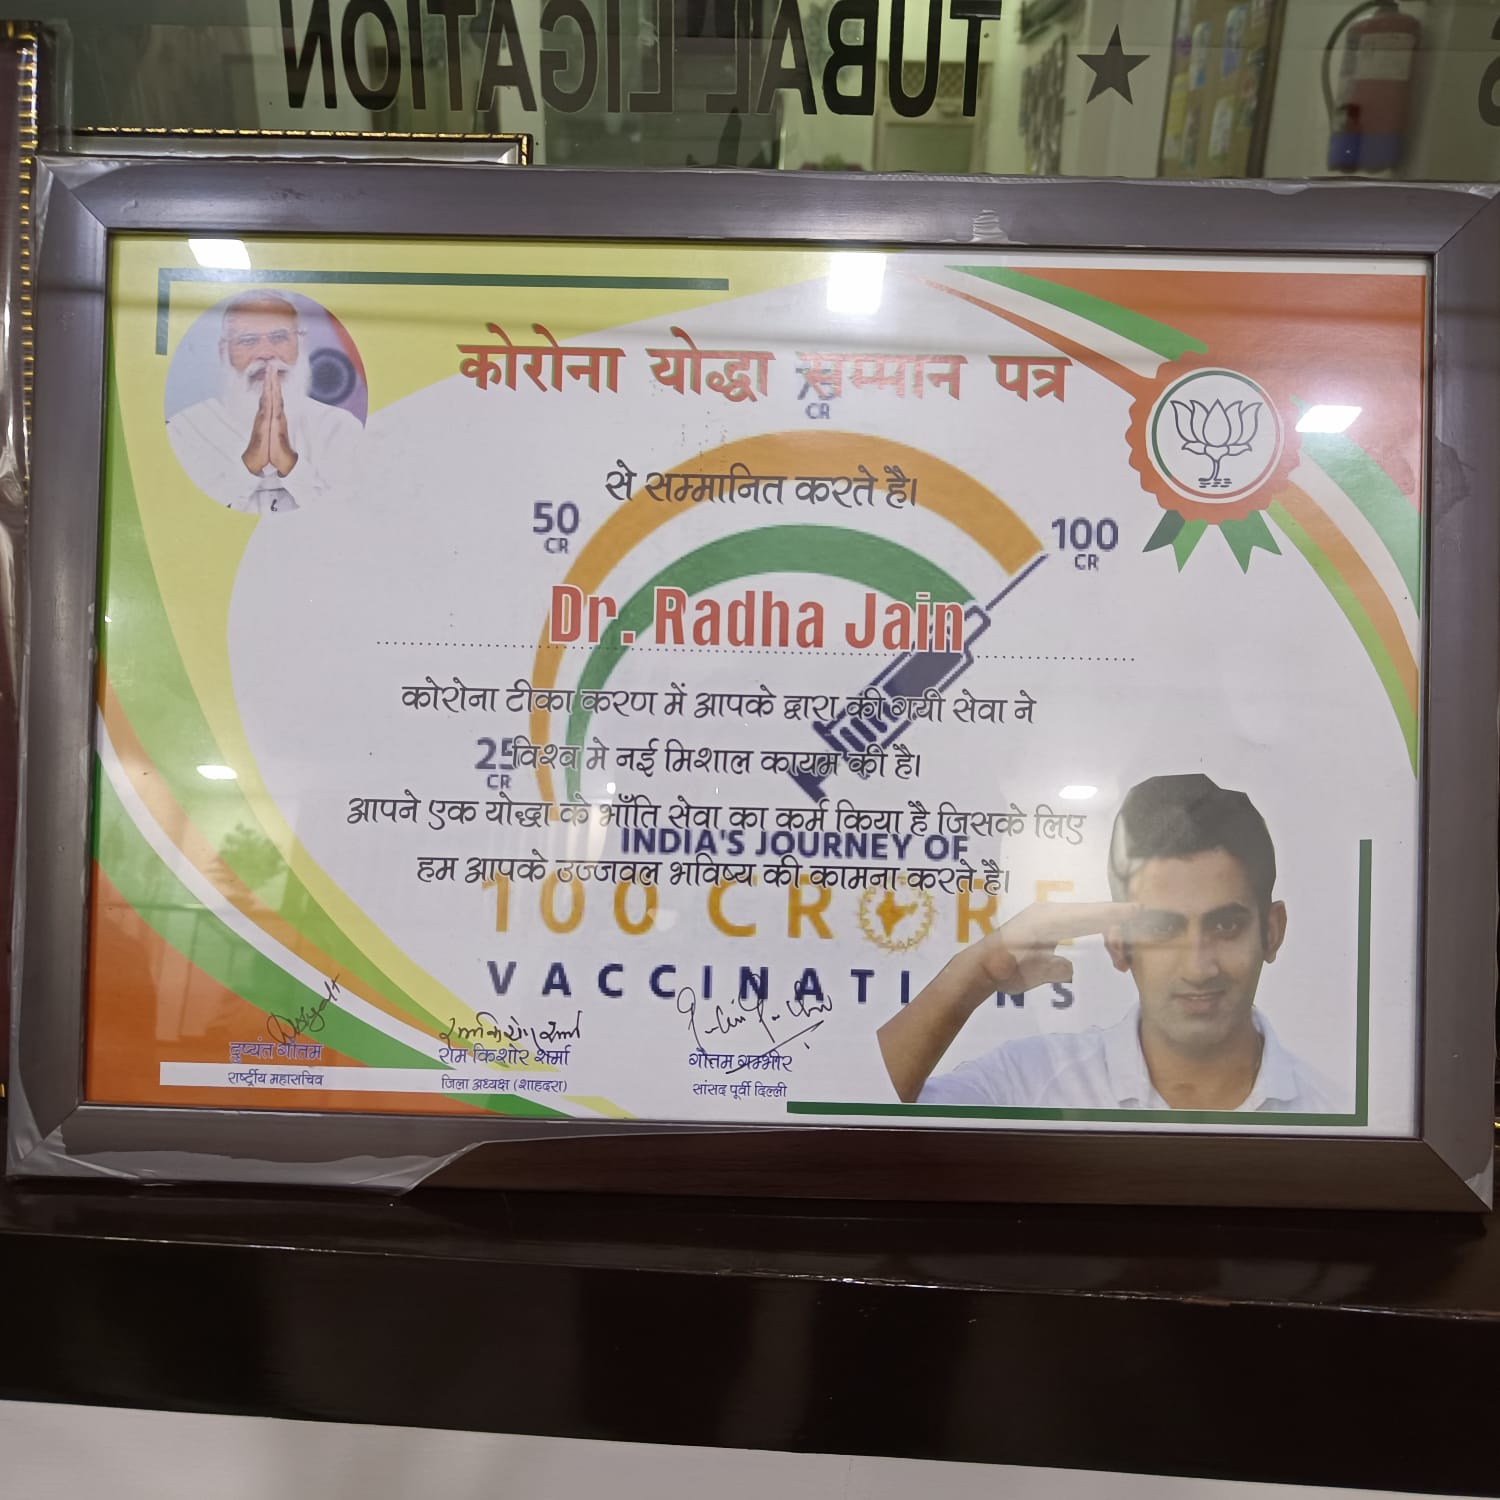 TUBAL LIGATION ★
कोरोना योद्धा सम्मान पत्र
CR
से सम्मानित करते है।
50
CR
100
CR
Dr. Radha Jain
कोरोना टीका करण में आपके द्वारा की गयी सेवा ने
25
CR
विश्व मे नई मिशाल कायम की है।
आपने एक योद्धा के भाँति सेवा का कर्म किया है जिसके लिए
INDIA'S JOURNEY OF
हम आपके उज्जवल भविष्य की कामना करते है।
100 CRORE
VACCINATIONS
दुष्यंत गौतम
राष्ट्रीय महासचिव
राम किशोर शर्मा
जिला अध्यक्ष (शाहदरा)
गौतम गम्भीर
सांसद पूर्वी दिल्ली